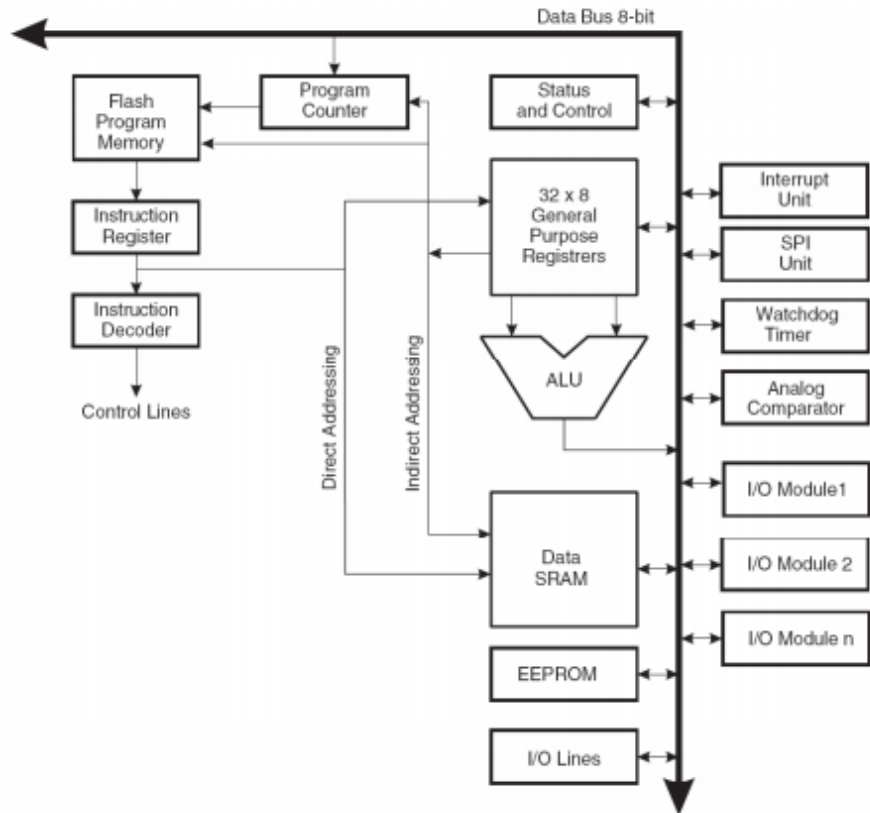 Data Bus 8-bit
Flash
Program
Memory
Program
Counter
Status
and Control
Instruction
Register
32 x 8
General
Purpose
Registrers
Interrupt
Unit
SPI
Unit
Instruction
Decoder
Watchdog
Timer
ALU
Control Lines
Analog
Comparator
Direct Addressing
Indirect Addressing
I/O Module1
Data
SRAM
I/O Module 2
I/O Module n
EEPROM
I/O Lines